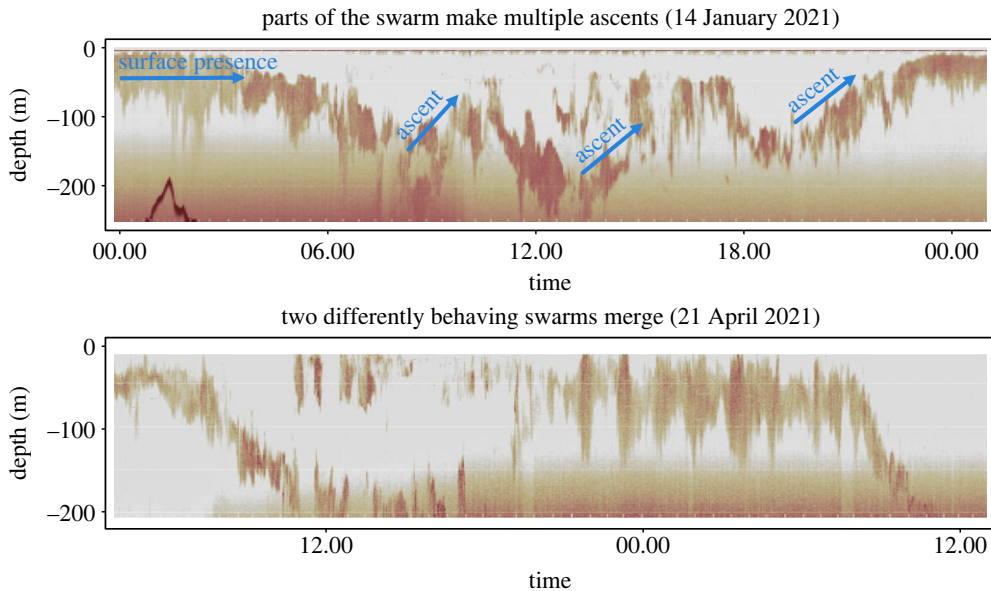 parts of the swarm make multiple ascents (14 January 2021)
0
surface presence
ascent
ascent
ascent
–100
–200
depth (m)
00.00 06.00 12.00 18.00 00.00
time
two differently behaving swarms merge (21 April 2021)
0
–100
–200
depth (m)
12.00 00.00 12.00
time